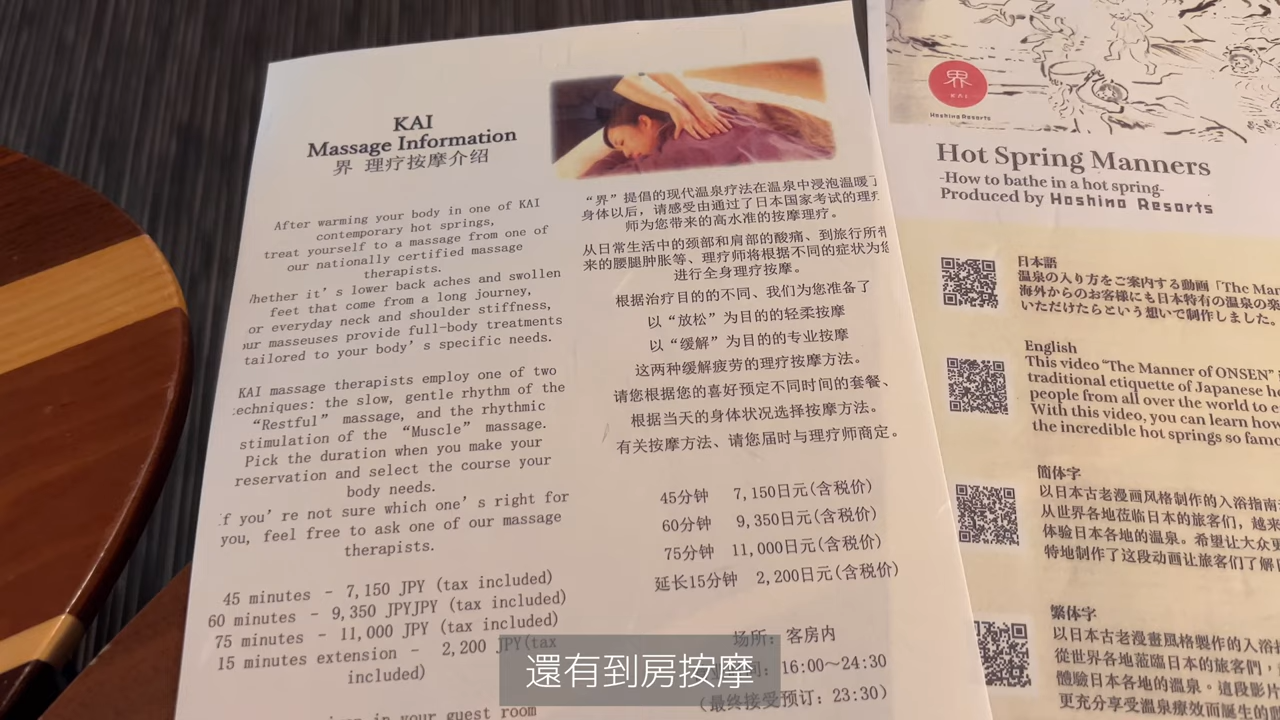 KAI
Massage Information
界 理疗按摩介绍
After warming your body in one of KAI
contemporary hot springs,
treat yourself to a massage from one of
our nationally certified massage
therapists.
Whether it's lower back aches and swollen
feet that come from a long journey,
or everyday neck and shoulder stiffness,
our masseuses provide full-body treatments
tailored to your body's specific needs.
KAI massage therapists employ one of two
techniques: the slow, gentle rhythm of the
“Restful” massage, and the rhythmic
stimulation of the “Muscle” massage.
Pick the duration when you make your
reservation and select the course your
body needs.
If you're not sure which one's right for
you, feel free to ask one of our massage
therapists.
45 minutes – 7,150 JPY (tax included)
60 minutes – 9,350 JPYJPY (tax included)
75 minutes – 11,000 JPY (tax included)
15 minutes extension – 2,200 JPY(tax
included)
in your guest room
“界”提倡的现代温泉疗法在温泉中浸泡温暖了
身体以后，请感受由通过了日本国家考试的理疗
师为您带来的高水准的按摩理疗。
从日常生活中的颈部和肩部的酸痛、到旅行所带
来的腰腿肿胀等、理疗师将根据不同的症状为您
进行全身理疗按摩。
根据治疗目的的不同、我们为您准备了
以“放松”为目的的轻柔按摩
以“缓解”为目的的专业按摩
这两种缓解疲劳的理疗按摩方法。
请您根据您的喜好预定不同时间的套餐、
根据当天的身体状况选择按摩方法。
有关按摩方法、请您届时与理疗师商定。
45分钟 7,150日元(含税价)
60分钟 9,350日元(含税价)
75分钟 11,000日元(含税价)
延长15分钟 2,200日元(含税价)
场所：客房内
间：16:00～24:30
(最终接受预订：23:30)
界
KAI
Hoshino Resorts
Hot Spring Manners
-How to bathe in a hot spring-
Produced by Hoshino Resorts
日本語
温泉の入り方をご案内する動画「The Man
海外からのお客様にも日本特有の温泉の楽
いただけたらという想いで制作しました。
English
This video “The Manner of ONSEN”
traditional etiquette of Japanese ho
people from all over the world to e
With this video, you can learn how
the incredible hot springs so famo
简体字
以日本古老漫画风格制作的入浴指南
从世界各地莅临日本的旅客们，越来
体验日本各地的温泉。希望让大众更
特地制作了这段动画让旅客们了解
繁体字
以日本古老漫畫風格製作的入浴指
從世界各地蒞臨日本的旅客們，
體驗日本各地的溫泉。這段影片
更充分享受溫泉療效而誕生的
還有到房按摩